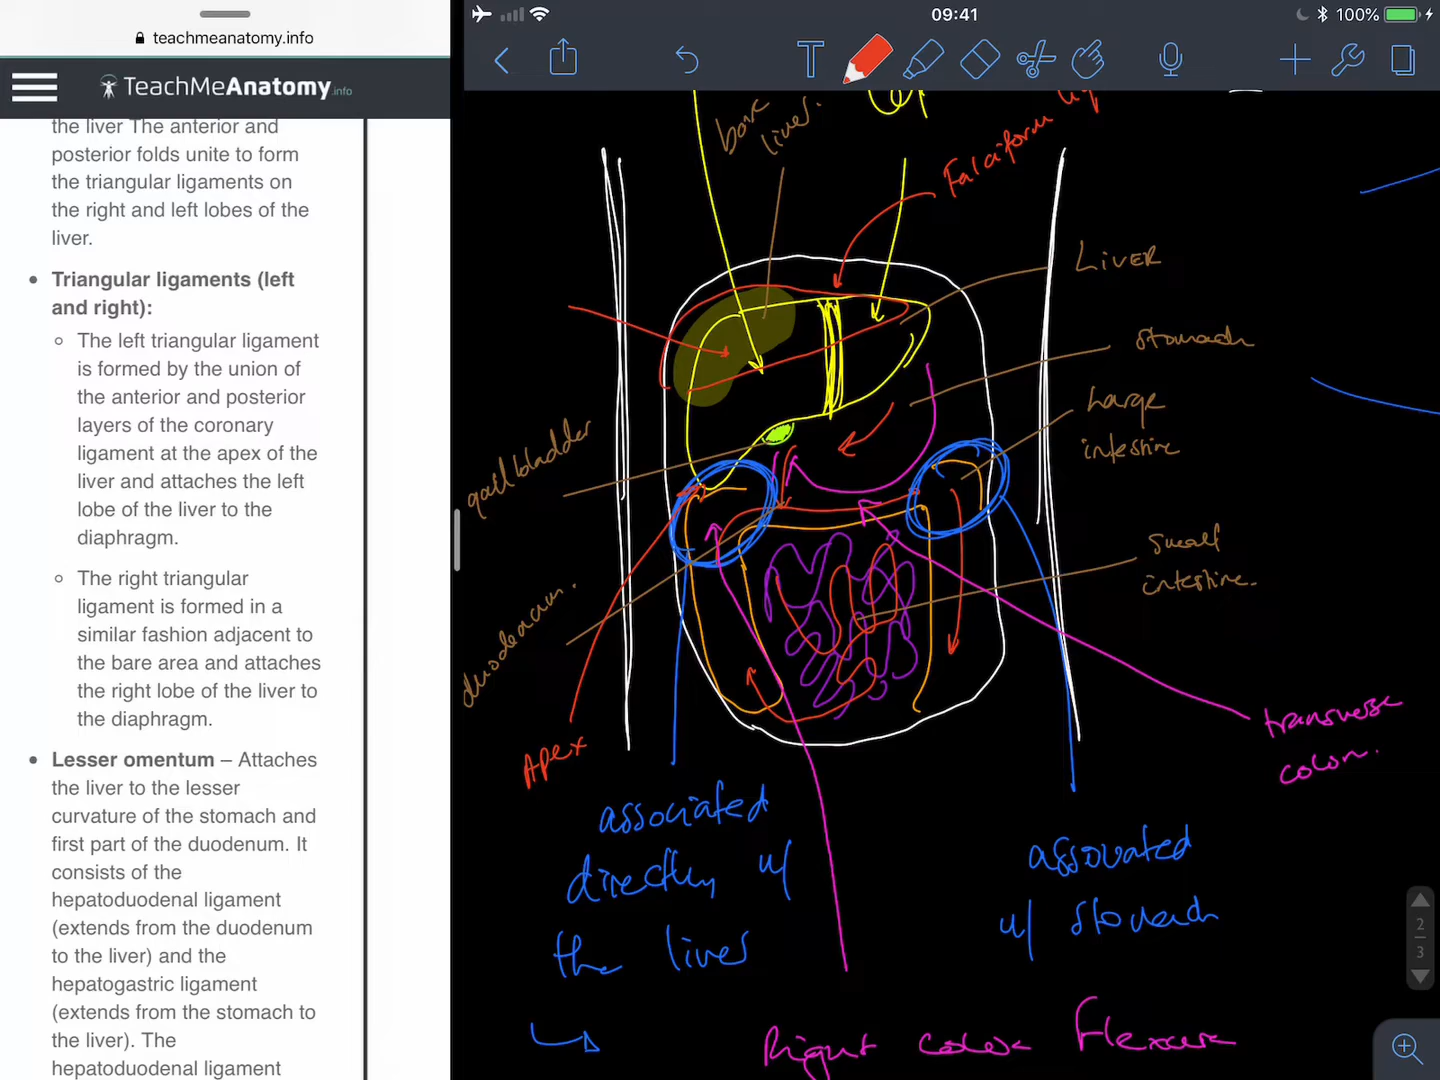 teachmeanatomy.info
TeachMeAnatomy.info
the liver The anterior and
posterior folds unite to form
the triangular ligaments on
the right and left lobes of the
liver.
Triangular ligaments (left
and right):
The left triangular ligament
is formed by the union of
the anterior and posterior
layers of the coronary
ligament at the apex of the
liver and attaches the left
lobe of the liver to the
diaphragm.
The right triangular
ligament is formed in a
similar fashion adjacent to
the bare area and attaches
the right lobe of the liver to
the diaphragm.
Lesser omentum – Attaches
the liver to the lesser
curvature of the stomach and
first part of the duodenum. It
consists of the
hepatoduodenal ligament
(extends from the duodenum
to the liver) and the
hepatogastric ligament
(extends from the stomach to
the liver). The
hepatoduodenal ligament
09:41
100%
T
bare
liver.
Falciform
LIVER
stomach
Large
intestine
gallbladder
small
intestine.
duodenum.
Apex
transverse
colon.
associated
directly w/
the liver
associated
w/ stomach
Right colic Flexure
2
3